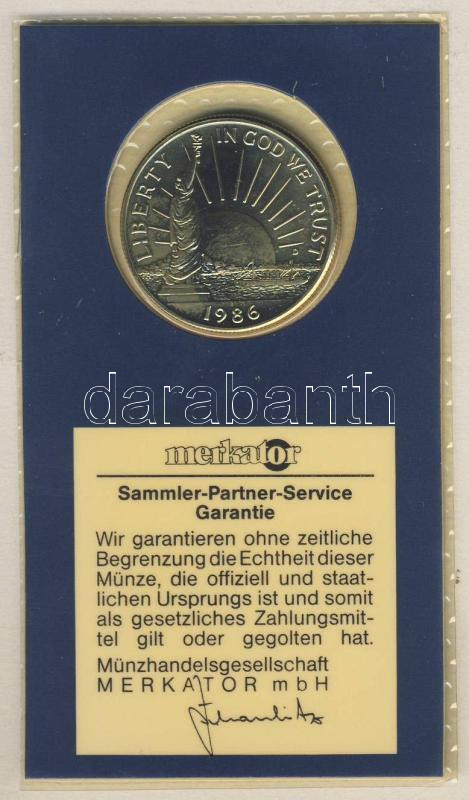 LIBERTY
IN GOD WE TRUST
D
1986
darabanth
merkator
Sammler-Partner-Service
Garantie
Wir garantieren ohne zeitliche
Begrenzung die Echtheit dieser
Münze, die offiziell und staat-
lichen Ursprungs ist und somit
als gesetzliches Zahlungsmit-
tel gilt oder gegolten hat.
Münzhandelsgesellschaft
MERKATOR mbH